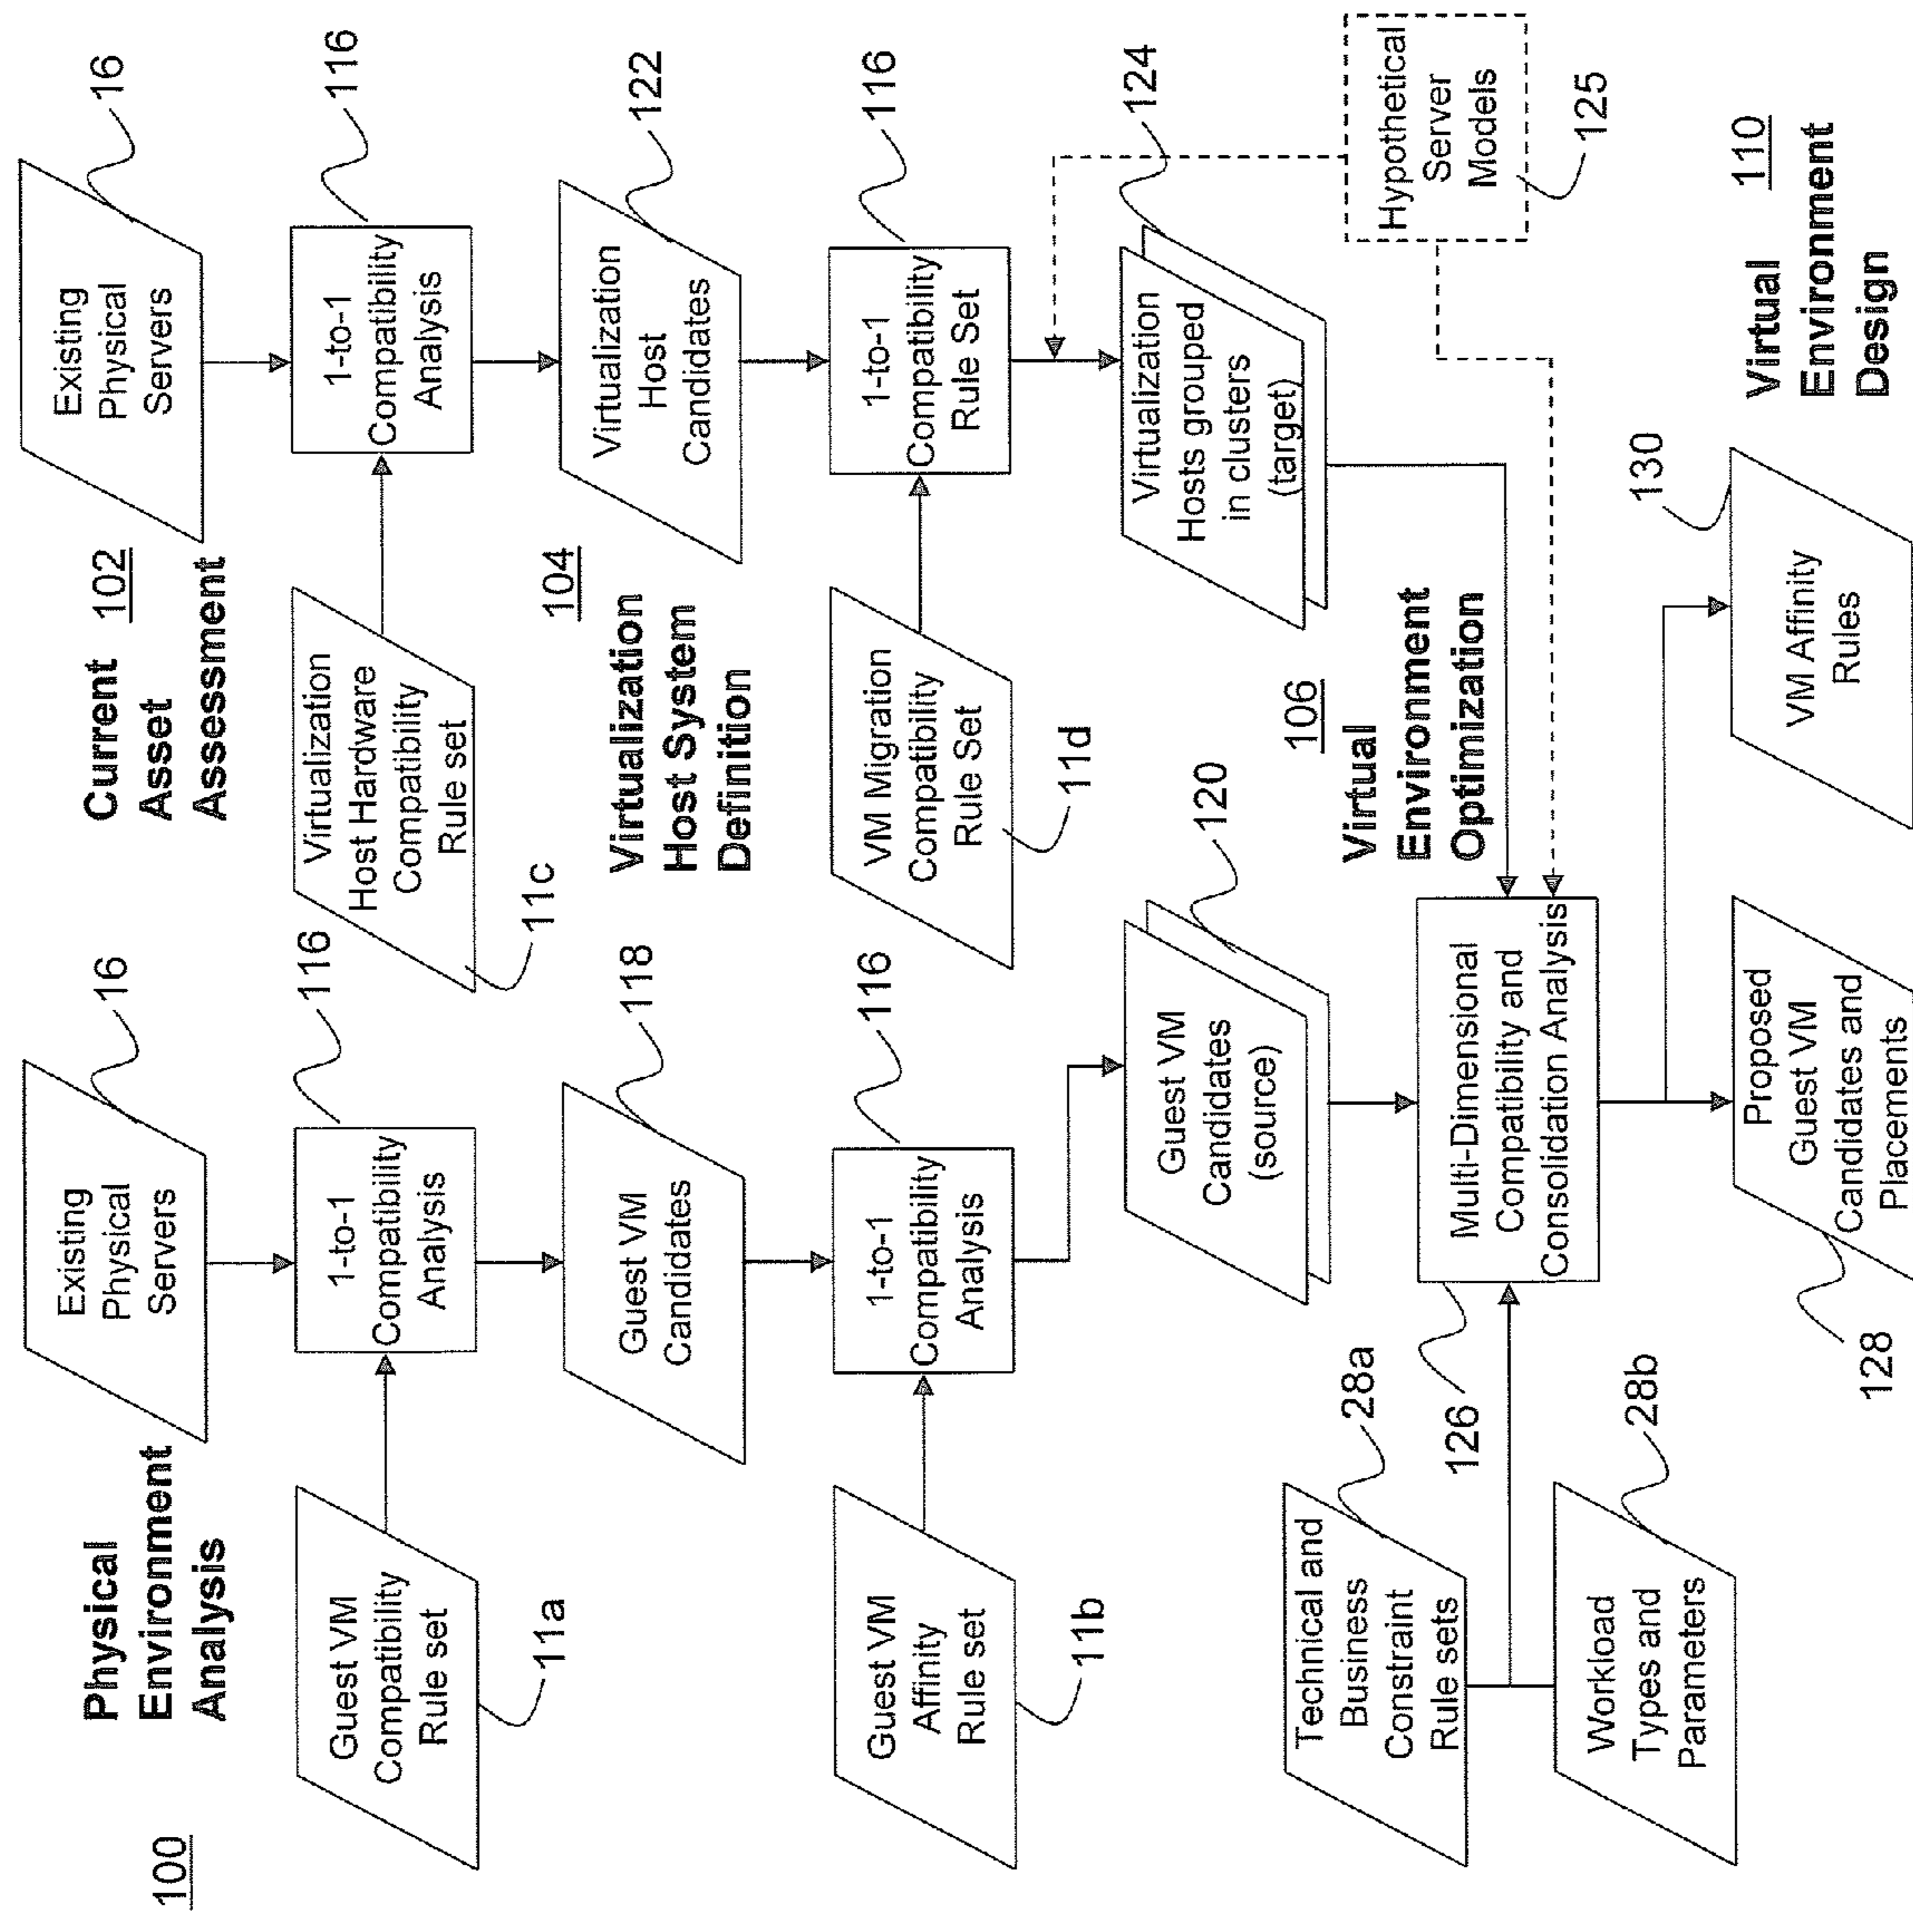 100
Physical
Environment
Analysis
Existing
Physical
Servers
16
Guest VM
Compatibility
Rule set
11a
1-to-1
Compatibility
Analysis
116
Guest VM
Candidates
118
Guest VM
Affinity
Rule set
11b
1-to-1
Compatibility
Analysis
116
Guest VM
Candidates
(source)
120
Current 102
Asset
Assessment
Existing
Physical
Servers
16
Virtualization
Host Hardware
Compatibility
Rule set
11c
1-to-1
Compatibility
Analysis
116
104
Virtualization
Host System
Definition
Virtualization
Host
Candidates
122
VM Migration
Compatibility
Rule Set
11d
1-to-1
Compatibility
Rule Set
116
Virtualization
Hosts grouped
in clusters
(target)
124
Hypothetical
Server
Models
125
106
Virtual
Environment
Optimization
Technical and
Business
Constraint
Rule sets
28a
Workload
Types and
Parameters
28b
Multi-Dimensional
Compatibility and
Consolidation Analysis
126
Proposed
Guest VM
Candidates and
Placements
128
VM Affinity
Rules
130
Virtual 110
Environment
Design